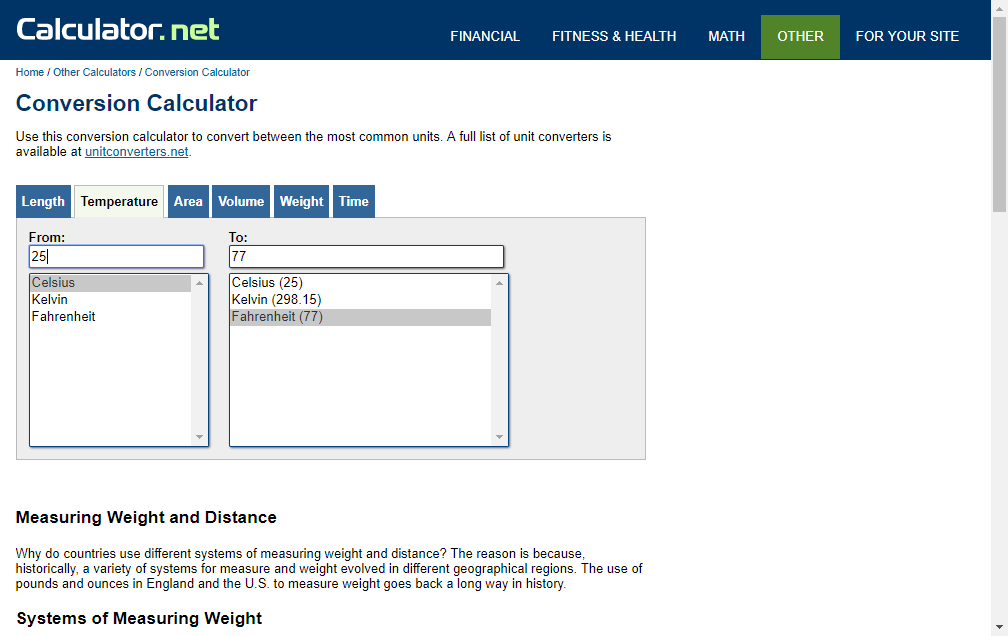 Calculator.net
FINANCIAL FITNESS & HEALTH MATH OTHER FOR YOUR SITE
Home / Other Calculators / Conversion Calculator
Conversion Calculator
Use this conversion calculator to convert between the most common units. A full list of unit converters is
available at unitconverters.net.
Length Temperature Area Volume Weight Time
From:
25
Celsius
Kelvin
Fahrenheit
To:
77
Celsius (25)
Kelvin (298.15)
Fahrenheit (77)
Measuring Weight and Distance
Why do countries use different systems of measuring weight and distance? The reason is because,
historically, a variety of systems for measure and weight evolved in different geographical regions. The use of
pounds and ounces in England and the U.S. to measure weight goes back a long way in history.
Systems of Measuring Weight